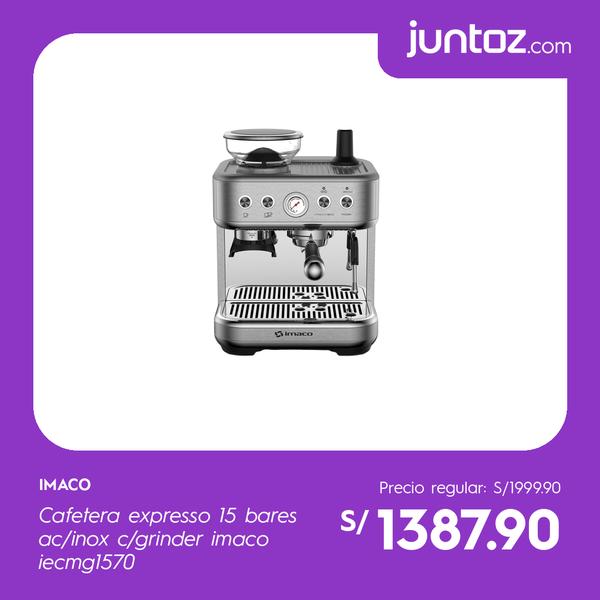 juntoz.com
imaco
IMACO
Cafetera expresso 15 bares
ac/inox c/grinder imaco
iecmg1570
Precio regular: S/1999.90
S/1387.90